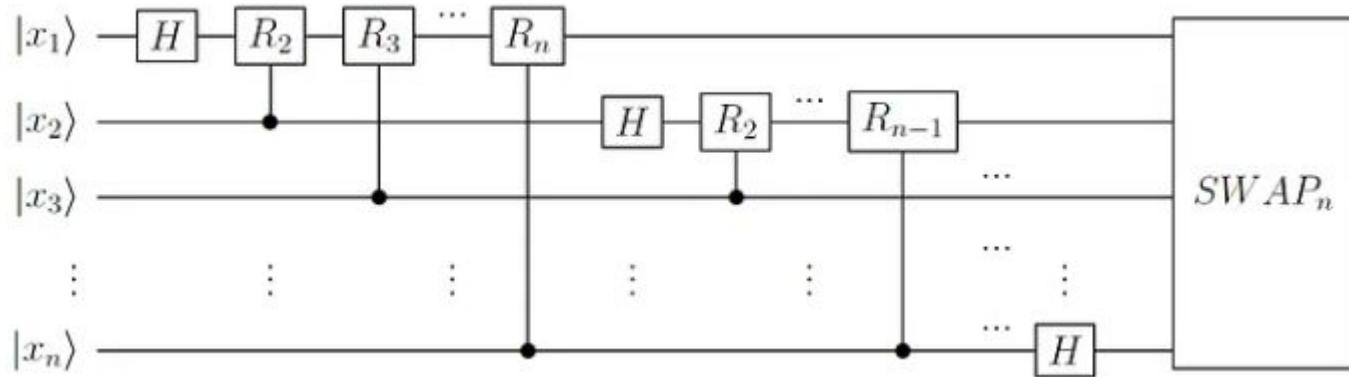 |x₁⟩ H R₂ R₃ ... Rₙ
|x₂⟩ H R₂ ... Rₙ₋₁
|x₃⟩ ... SWAPₙ
⋮ ⋮ ⋮ ⋮ ⋮ ... ⋮
|xₙ⟩ ... H